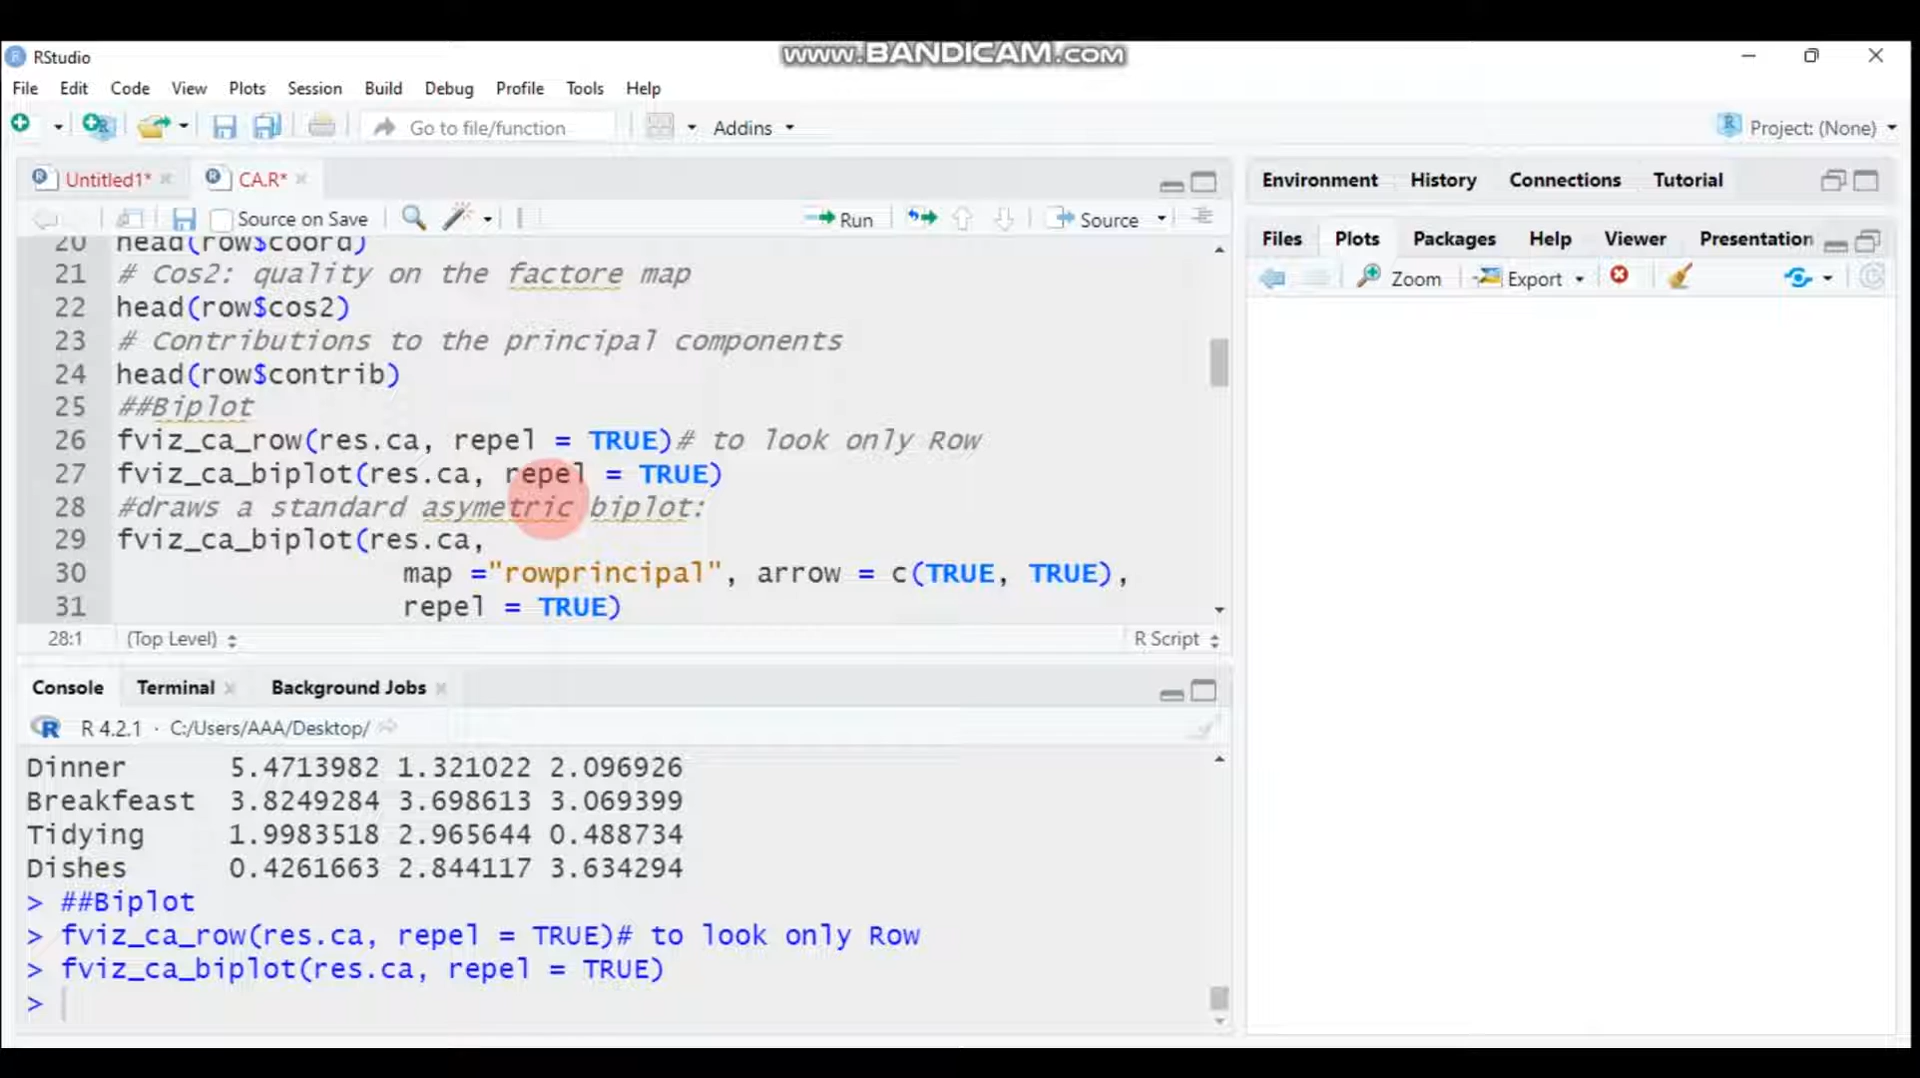 www.BANDICAM.com
RStudio
File Edit Code View Plots Session Build Debug Profile Tools Help
Go to file/function Addins Project: (None)
Untitled1* CA.R*
Source on Save Run Source
20 head(row$coord)
21 # Cos2: quality on the factore map
22 head(row$cos2)
23 # Contributions to the principal components
24 head(row$contrib)
25 ##Biplot
26 fviz_ca_row(res.ca, repel = TRUE)# to look only Row
27 fviz_ca_biplot(res.ca, repel = TRUE)
28 #draws a standard asymetric biplot:
29 fviz_ca_biplot(res.ca,
30 map ="rowprincipal", arrow = c(TRUE, TRUE),
31 repel = TRUE)
28:1 (Top Level) R Script
Console Terminal Background Jobs
R 4.2.1 · C:/Users/AAA/Desktop/
Dinner 5.4713982 1.321022 2.096926
Breakfeast 3.8249284 3.698613 3.069399
Tidying 1.9983518 2.965644 0.488734
Dishes 0.4261663 2.844117 3.634294
> ##Biplot
> fviz_ca_row(res.ca, repel = TRUE)# to look only Row
> fviz_ca_biplot(res.ca, repel = TRUE)
>
Environment History Connections Tutorial
Files Plots Packages Help Viewer Presentation
Zoom Export